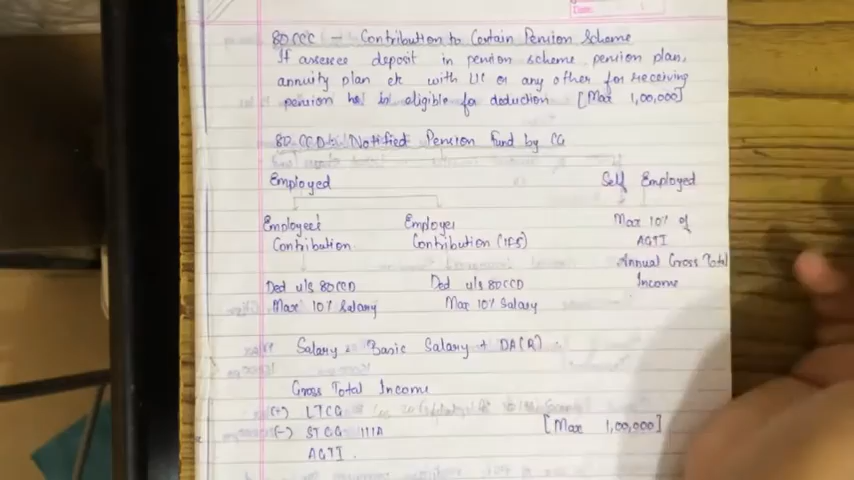 Date
80CCC - Contribution to Certain Pension Scheme
If assesses deposit in pension scheme pension plan,
annuity plan etc with LIC or any other for receiving
pension he is eligible for deduction [Max 1,00,000]
80 CCD Notified Pension Fund by CG
Employed Self Employed
Employee's Employer Max 10% of
Contribution Contribution (IFS) AGTI
Annual Gross Total
Ded u/s 80CCD Ded u/s 80CCD Income
Max 10% Salary Max 10% Salary
Salary = Basic Salary + DA(R)
Gross Total Income
(+) LTCG
(-) STCG 111A [Max 1,00,000]
AGTI.